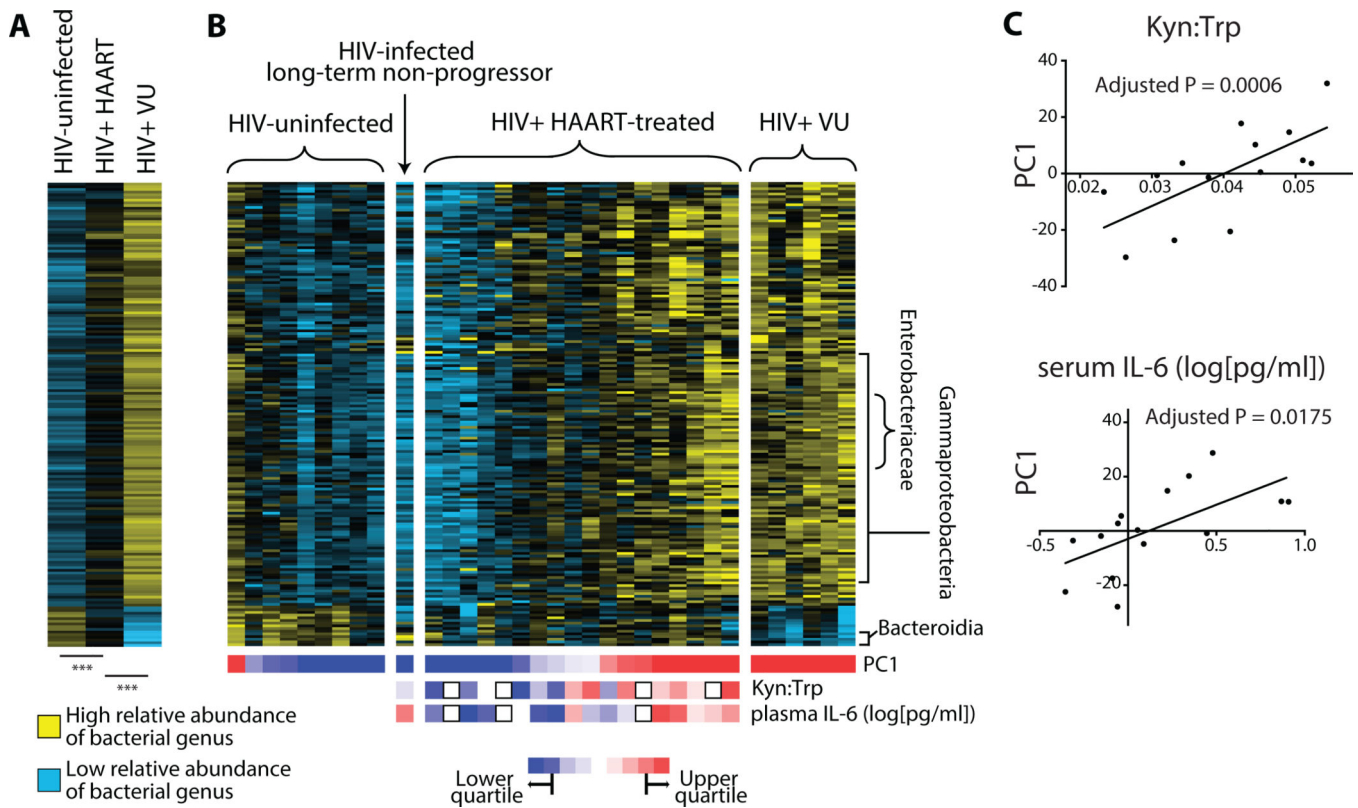 A
HIV-uninfected
HIV+ HAART
HIV+ VU
***
***
High relative abundance
of bacterial genus
Low relative abundance
of bacterial genus
B
HIV-infected
long-term non-progressor
HIV-uninfected
HIV+ HAART-treated
HIV+ VU
Enterobacteriaceae
Gammaproteobacteria
Bacteroidia
PC1
Kyn:Trp
plasma IL-6 (log[pg/ml])
Lower
quartile
Upper
quartile
C
Kyn:Trp
Adjusted P = 0.0006
PC1
40
20
0
-20
-40
0.02
0.03
0.04
0.05
serum IL-6 (log[pg/ml])
Adjusted P = 0.0175
PC1
40
20
-20
-0.5
0.5
1.0